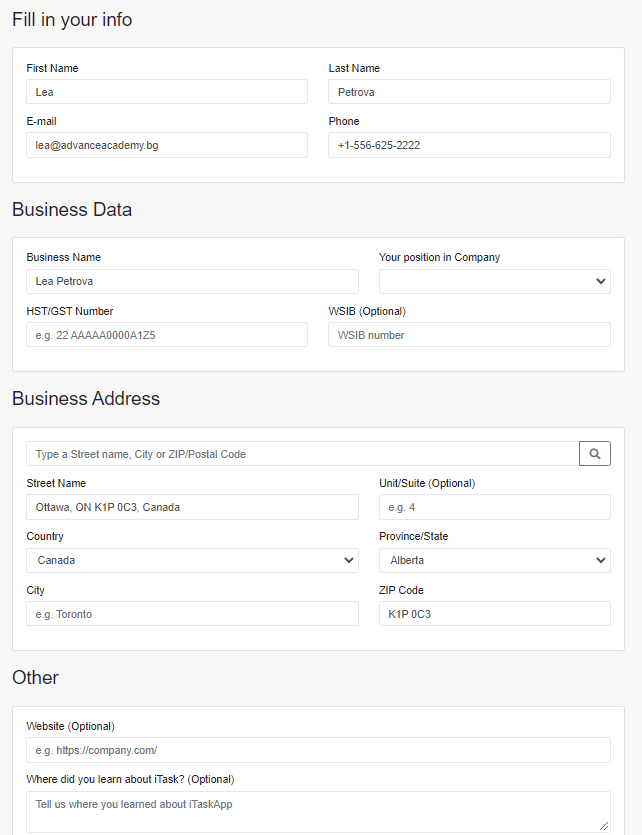 Fill in your info
First Name Last Name
Lea Petrova
E-mail Phone
lea@advanceacademy.bg +1-556-625-2222
Business Data
Business Name Your position in Company
Lea Petrova
HST/GST Number WSIB (Optional)
e.g. 22 AAAAA0000A1Z5 WSIB number
Business Address
Type a Street name, City or ZIP/Postal Code
Street Name Unit/Suite (Optional)
Ottawa, ON K1P 0C3, Canada e.g. 4
Country Province/State
Canada Alberta
City ZIP Code
e.g. Toronto K1P 0C3
Other
Website (Optional)
e.g. https://company.com/
Where did you learn about iTask? (Optional)
Tell us where you learned about iTaskApp